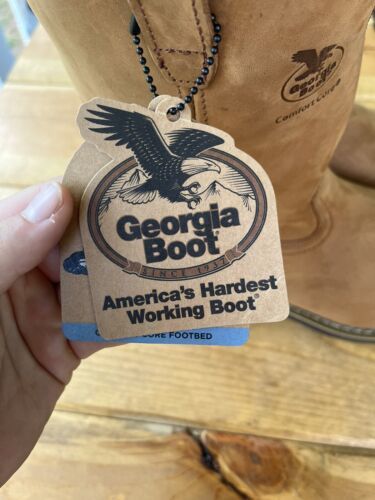 Georgia
Boot®
SINCE 1937
America's Hardest
Working Boot®
CORE FOOTBED
Georgia
Boot
Comfort Core®